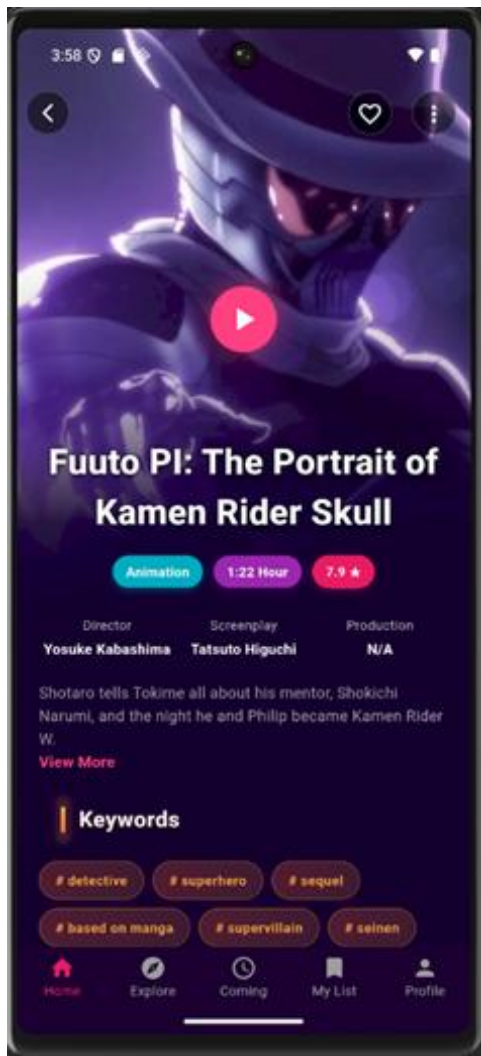 3:58
Fuuto PI: The Portrait of
Kamen Rider Skull
Animation
1:22 Hour
7.9 ★
Director
Screenplay
Production
Yosuke Kabashima
Tatsuto Higuchi
N/A
Shotaro tells Tokime all about his mentor, Shokichi
Narumi, and the night he and Philip became Kamen Rider
W.
View More
Keywords
# detective
# superhero
# sequel
# based on manga
# supervillain
# seinen
Home
Explore
Coming
My List
Profile